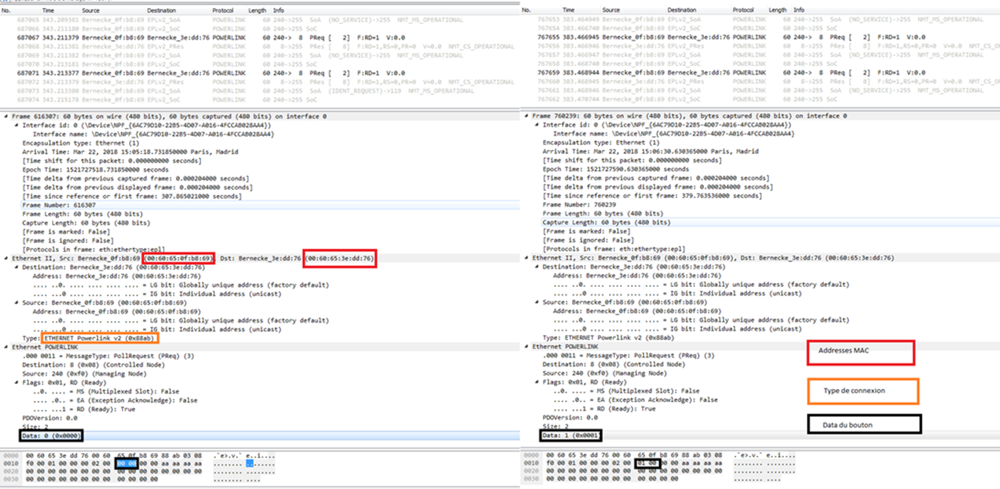 No. Time Source Destination Protocol Length Info
687065 343.209381 Bernecke_0f:b8:69 EPLv2_SoA POWERLINK 60 240->255 SoA (NO_SERVICE)->255 NMT_MS_OPERATIONAL
687066 343.211180 Bernecke_0f:b8:69 EPLv2_SoC POWERLINK 60 240->255 SoC
687067 343.211379 Bernecke_0f:b8:69 Bernecke_3e:dd:76 POWERLINK 60 240-> 8 PReq [ 2] F:RD=1 V:0.0
687068 343.211381 Bernecke_3e:dd:76 EPLv2_PRes POWERLINK 60 8->255 PRes [ 8] F:RD=1,RS=0,PR=0 V=0.0 NMT_CS_OPERATIONAL
687069 343.211382 Bernecke_0f:b8:69 EPLv2_SoA POWERLINK 60 240->255 SoA (NO_SERVICE)->255 NMT_MS_OPERATIONAL
687070 343.213181 Bernecke_0f:b8:69 EPLv2_SoC POWERLINK 60 240->255 SoC
687071 343.213377 Bernecke_0f:b8:69 Bernecke_3e:dd:76 POWERLINK 60 240-> 8 PReq [ 2] F:RD=1 V:0.0
687072 343.213379 Bernecke_3e:dd:76 EPLv2_PRes POWERLINK 60 8->255 PRes [ 8] F:RD=1,RS=0,PR=0 V=0.0 NMT_CS_OPERATIONAL
687073 343.213380 Bernecke_0f:b8:69 EPLv2_SoA POWERLINK 60 240->255 SoA (IDENT_REQUEST)->119 NMT_MS_OPERATIONAL
687074 343.215178 Bernecke_0f:b8:69 EPLv2_SoC POWERLINK 60 240->255 SoC
Frame 616307: 60 bytes on wire (480 bits), 60 bytes captured (480 bits) on interface 0
Interface id: 0 (\Device\NPF_{6AC79D10-22B5-4D07-A016-4FCCAB028AA4})
Interface name: \Device\NPF_{6AC79D10-22B5-4D07-A016-4FCCAB028AA4}
Encapsulation type: Ethernet (1)
Arrival Time: Mar 22, 2018 15:05:18.731850000 Paris, Madrid
[Time shift for this packet: 0.000000000 seconds]
Epoch Time: 1521727518.731850000 seconds
[Time delta from previous captured frame: 0.000204000 seconds]
[Time delta from previous displayed frame: 0.000204000 seconds]
[Time since reference or first frame: 307.865021000 seconds]
Frame Number: 616307
Frame Length: 60 bytes (480 bits)
Capture Length: 60 bytes (480 bits)
[Frame is marked: False]
[Frame is ignored: False]
[Protocols in frame: eth:ethertype:epl]
Ethernet II, Src: Bernecke_0f:b8:69 (00:60:65:0f:b8:69), Dst: Bernecke_3e:dd:76 (00:60:65:3e:dd:76)
Destination: Bernecke_3e:dd:76 (00:60:65:3e:dd:76)
Address: Bernecke_3e:dd:76 (00:60:65:3e:dd:76)
.... ..0. .... .... .... .... = LG bit: Globally unique address (factory default)
.... ...0 .... .... .... .... = IG bit: Individual address (unicast)
Source: Bernecke_0f:b8:69 (00:60:65:0f:b8:69)
Address: Bernecke_0f:b8:69 (00:60:65:0f:b8:69)
.... ..0. .... .... .... .... = LG bit: Globally unique address (factory default)
.... ...0 .... .... .... .... = IG bit: Individual address (unicast)
Type: ETHERNET Powerlink v2 (0x88ab)
Ethernet POWERLINK
.000 0011 = MessageType: PollRequest (PReq) (3)
Destination: 8 (0x08) (Controlled Node)
Source: 240 (0xf0) (Managing Node)
Flags: 0x01, RD (Ready)
..0. .... = MS (Multiplexed Slot): False
.... .0.. = EA (Exception Acknowledge): False
.... ...1 = RD (Ready): True
PDOVersion: 0.0
Size: 2
Data: 0 (0x0000)
0000 00 60 65 3e dd 76 00 60 65 0f b8 69 88 ab 03 08 .`e>.v.` e..i....
0010 f0 00 01 00 00 00 02 00 00 00 00 00 aa aa aa aa ........ ........
0020 00 00 00 00 00 00 00 00 00 00 00 00 00 00 00 00 ........ ........
0030 00 00 00 00 00 00 00 00 00 00 00 00 ........ ....
No. Time Source Destination Protocol Length Info
767653 383.464949 Bernecke_0f:b8:69 EPLv2_SoA POWERLINK 60 240->255 SoA (NO_SERVICE)->255 NMT_MS_OPERATIONAL
767654 383.466740 Bernecke_0f:b8:69 EPLv2_SoC POWERLINK 60 240->255 SoC
767655 383.466945 Bernecke_0f:b8:69 Bernecke_3e:dd:76 POWERLINK 60 240-> 8 PReq [ 2] F:RD=1 V:0.0
767656 383.466945 Bernecke_3e:dd:76 EPLv2_PRes POWERLINK 60 8->255 PRes [ 8] F:RD=1,RS=0,PR=0 V=0.0 NMT_CS_OPERATI
767657 383.466947 Bernecke_0f:b8:69 EPLv2_SoA POWERLINK 60 240->255 SoA (NO_SERVICE)->255 NMT_MS_OPERATIONAL
767658 383.468740 Bernecke_0f:b8:69 EPLv2_SoC POWERLINK 60 240->255 SoC
767659 383.468944 Bernecke_0f:b8:69 Bernecke_3e:dd:76 POWERLINK 60 240-> 8 PReq [ 2] F:RD=1 V:0.0
767660 383.468945 Bernecke_3e:dd:76 EPLv2_PRes POWERLINK 60 8->255 PRes [ 8] F:RD=1,RS=0,PR=0 V=0.0 NMT_CS_OPERATI
767661 383.468946 Bernecke_0f:b8:69 EPLv2_SoA POWERLINK 60 240->255 SoA (NO_SERVICE)->255 NMT_MS_OPERATIONAL
767662 383.470741 Bernecke_0f:b8:69 EPLv2_SoC POWERLINK 60 240->255 SoC
Frame 760239: 60 bytes on wire (480 bits), 60 bytes captured (480 bits) on interface 0
Interface id: 0 (\Device\NPF_{6AC79D10-22B5-4D07-A016-4FCCAB028AA4})
Interface name: \Device\NPF_{6AC79D10-22B5-4D07-A016-4FCCAB028AA4}
Encapsulation type: Ethernet (1)
Arrival Time: Mar 22, 2018 15:06:30.630365000 Paris, Madrid
[Time shift for this packet: 0.000000000 seconds]
Epoch Time: 1521727590.630365000 seconds
[Time delta from previous captured frame: 0.000204000 seconds]
[Time delta from previous displayed frame: 0.000204000 seconds]
[Time since reference or first frame: 379.763536000 seconds]
Frame Number: 760239
Frame Length: 60 bytes (480 bits)
Capture Length: 60 bytes (480 bits)
[Frame is marked: False]
[Frame is ignored: False]
[Protocols in frame: eth:ethertype:epl]
Ethernet II, Src: Bernecke_0f:b8:69 (00:60:65:0f:b8:69), Dst: Bernecke_3e:dd:76 (00:60:65:3e:dd:76)
Destination: Bernecke_3e:dd:76 (00:60:65:3e:dd:76)
Address: Bernecke_3e:dd:76 (00:60:65:3e:dd:76)
.... ..0. .... .... .... .... = LG bit: Globally unique address (factory default)
.... ...0 .... .... .... .... = IG bit: Individual address (unicast)
Source: Bernecke_0f:b8:69 (00:60:65:0f:b8:69)
Address: Bernecke_0f:b8:69 (00:60:65:0f:b8:69)
.... ..0. .... .... .... .... = LG bit: Globally unique address (factory default)
.... ...0 .... .... .... .... = IG bit: Individual address (unicast)
Type: ETHERNET Powerlink v2 (0x88ab)
Ethernet POWERLINK
.000 0011 = MessageType: PollRequest (PReq) (3)
Destination: 8 (0x08) (Controlled Node)
Source: 240 (0xf0) (Managing Node)
Flags: 0x01, RD (Ready)
..0. .... = MS (Multiplexed Slot): False
.... .0.. = EA (Exception Acknowledge): False
.... ...1 = RD (Ready): True
PDOVersion: 0.0
Size: 2
Data: 1 (0x0001)
Addresses MAC
Type de connexion
Data du bouton
0000 00 60 65 3e dd 76 00 60 65 0f b8 69 88 ab 03 08 .`e>.v.` e..i....
0010 f0 00 01 00 00 00 02 00 01 00 00 00 aa aa aa aa ........ ........
0020 00 00 00 00 00 00 00 00 00 00 00 00 00 00 00 00 ........ ........
0030 00 00 00 00 00 00 00 00 00 00 00 00 ........ ....